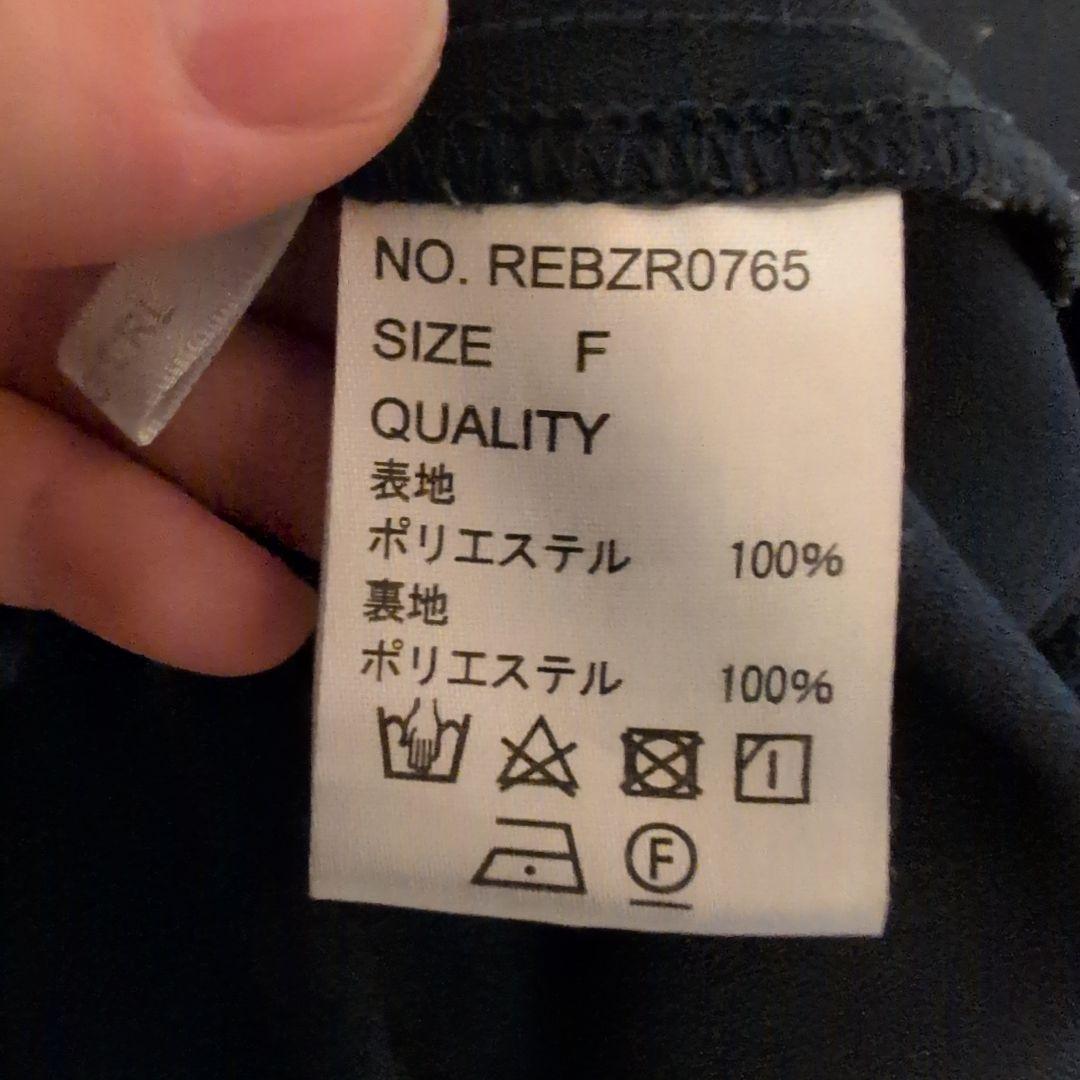 NO. REBZR0765
SIZE F
QUALITY
表地
ポリエステル 100%
裏地
ポリエステル 100%
F